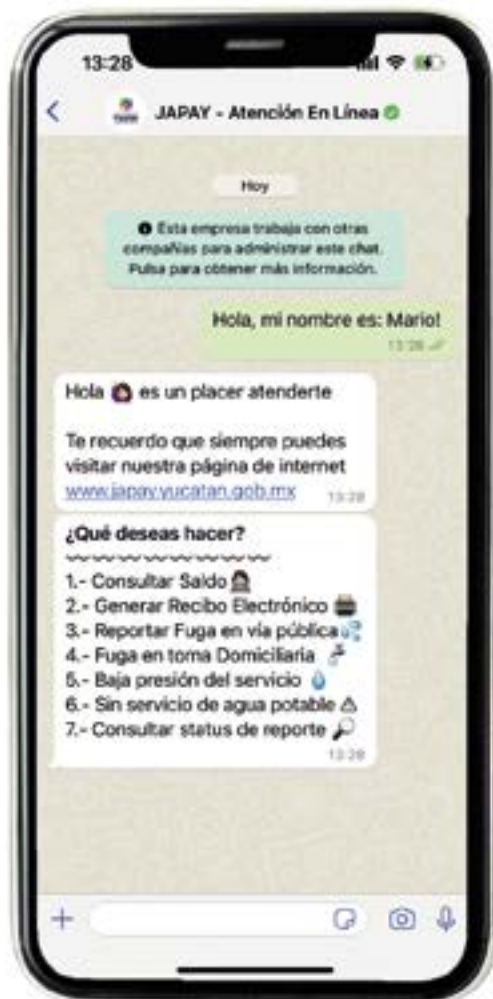 13:28
JAPAY - Atención En Línea
Hoy
Esta empresa trabaja con otras
compañías para administrar este chat.
Pulsa para obtener más información.
Hola, mi nombre es: Mario!
13:28
Hola 🙋🏻‍♀️ es un placer atenderte
Te recuerdo que siempre puedes
visitar nuestra página de internet
www.japay.yucatan.gob.mx
13:28
¿Qué deseas hacer?
1.- Consultar Saldo
2.- Generar Recibo Electrónico
3.- Reportar Fuga en vía pública💦
4.- Fuga en toma Domiciliaria 🚰
5.- Baja presión del servicio 💧
6.- Sin servicio de agua potable ⚠
7.- Consultar status de reporte 🔎
13:28